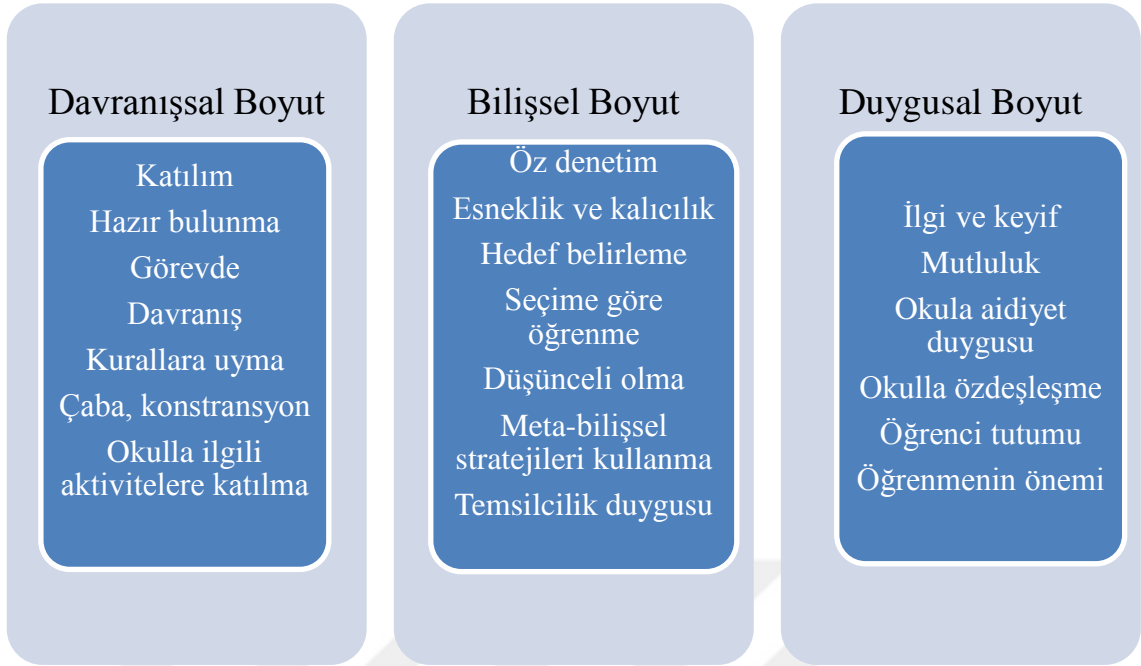 Davranışsal Boyut
Katılım
Hazır bulunma
Görevde
Davranış
Kurallara uyma
Çaba, konstransyon
Okulla ilgili
aktivitelere katılma
Bilişsel Boyut
Öz denetim
Esneklik ve kalıcılık
Hedef belirleme
Seçime göre
öğrenme
Düşünceli olma
Meta-bilişsel
stratejileri kullanma
Temsilcilik duygusu
Duygusal Boyut
İlgi ve keyif
Mutluluk
Okula aidiyet
duygusu
Okulla özdeşleşme
Öğrenci tutumu
Öğrenmenin önemi